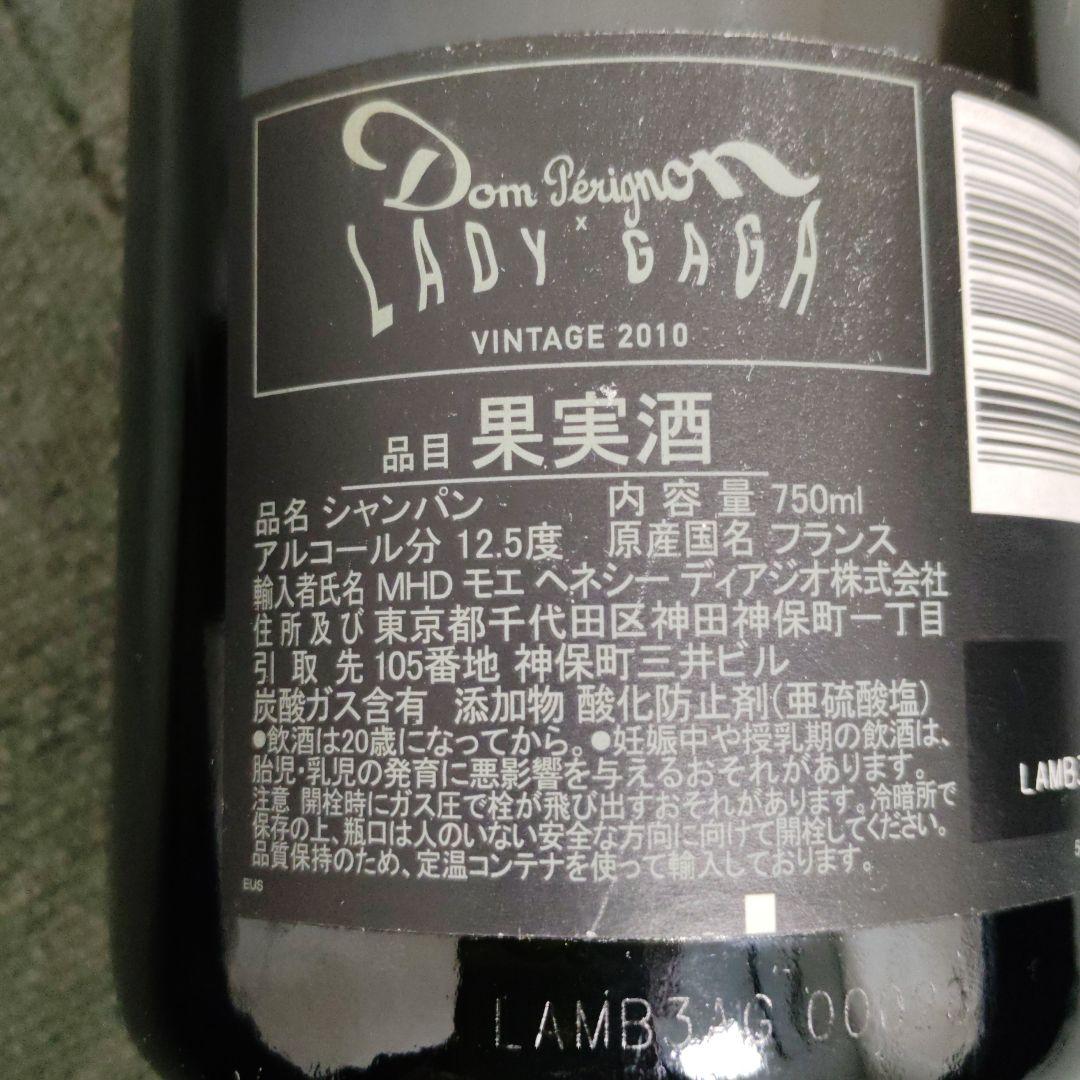 Dom Pérignon
x
LADY GAGA
VINTAGE 2010
品目 果実酒
品名 シャンパン 内容量 750ml
アルコール分 12.5度 原産国名 フランス
輸入者氏名 MHD モエ ヘネシー ディアジオ株式会社
住所及び 東京都千代田区神田神保町一丁目
引取先 105番地 神保町三井ビル
炭酸ガス含有 添加物 酸化防止剤(亜硫酸塩)
●飲酒は20歳になってから。●妊娠中や授乳期の飲酒は、
胎児・乳児の発育に悪影響を与えるおそれがあります。
注意 開栓時にガス圧で栓が飛び出すおそれがあります。冷暗所で
保存の上、瓶口は人のいない安全な方向に向けて開栓してください。
品質保持のため、定温コンテナを使って輸入しております。
EUS
LAMB3AG